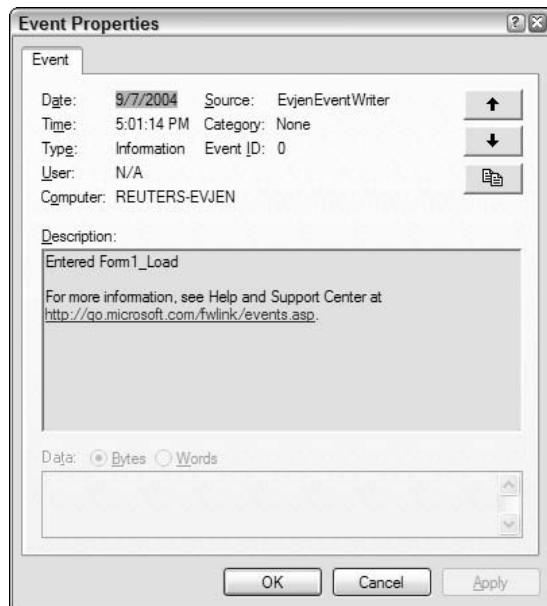 Event Properties
Event
Date: 9/7/2004 Source: EvjenEventWriter
Time: 5:01:14 PM Category: None
Type: Information Event ID: 0
User: N/A
Computer: REUTERS-EVJEN
Description:
Entered Form1_Load
For more information, see Help and Support Center at
http://go.microsoft.com/fwlink/events.asp.
Data: Bytes Words
OK Cancel Apply